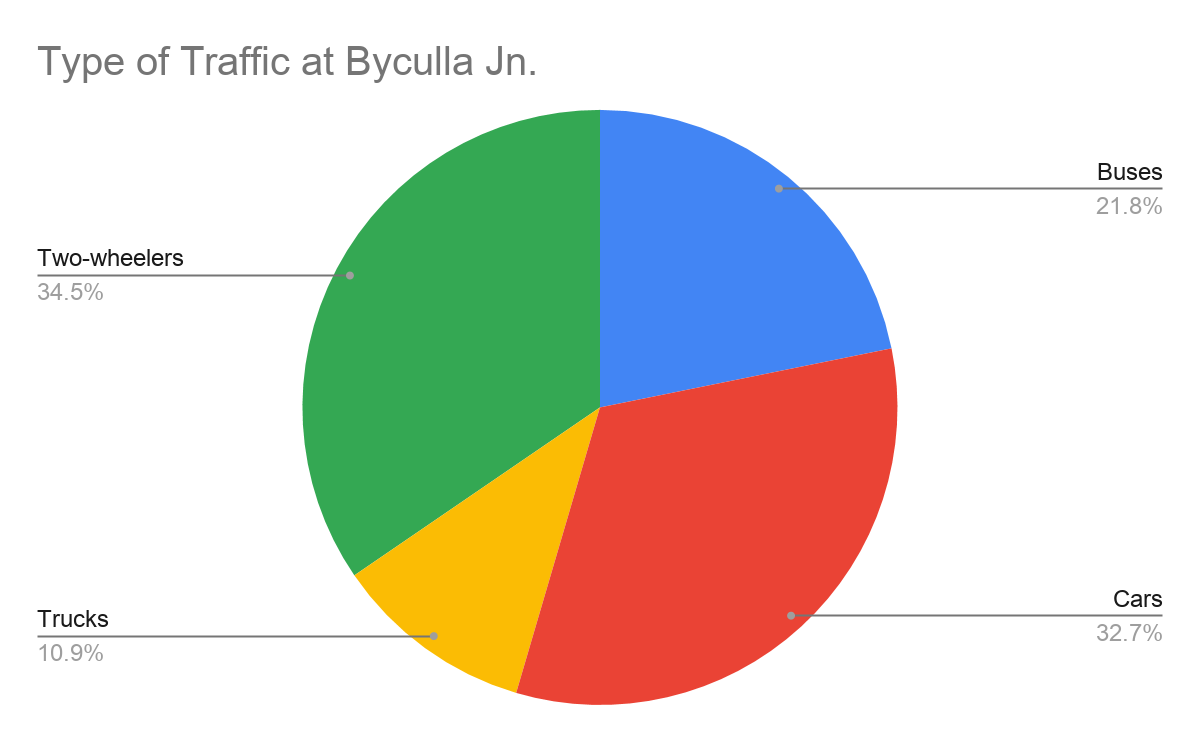 Type of Traffic at Byculla Jn.
Buses
21.8%
Two-wheelers
34.5%
Cars
32.7%
Trucks
10.9%